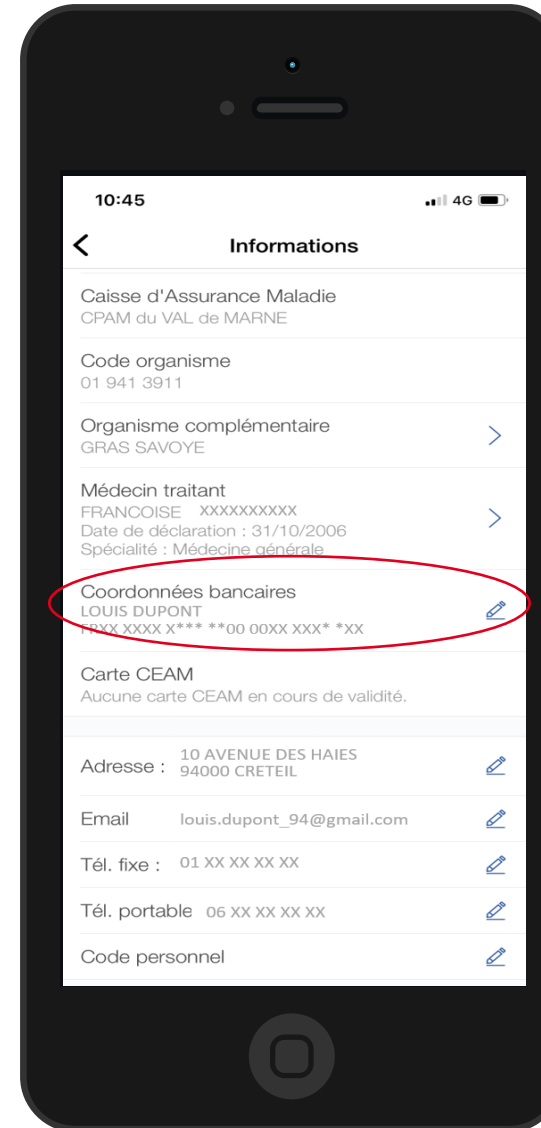 10:45
4G
Informations
Caisse d'Assurance Maladie
CPAM du VAL de MARNE
Code organisme
01 941 3911
Organisme complémentaire
GRAS SAVOYE
Médecin traitant
FRANCOISE XXXXXXXXXX
Date de déclaration : 31/10/2006
Spécialité : Médecine générale
Coordonnées bancaires
LOUIS DUPONT
FRXX XXXX X*** **00 00XX XXX* *XX
Carte CEAM
Aucune carte CEAM en cours de validité.
Adresse : 10 AVENUE DES HAIES
94000 CRETEIL
Email louis.dupont_94@gmail.com
Tél. fixe : 01 XX XX XX XX
Tél. portable 06 XX XX XX XX
Code personnel